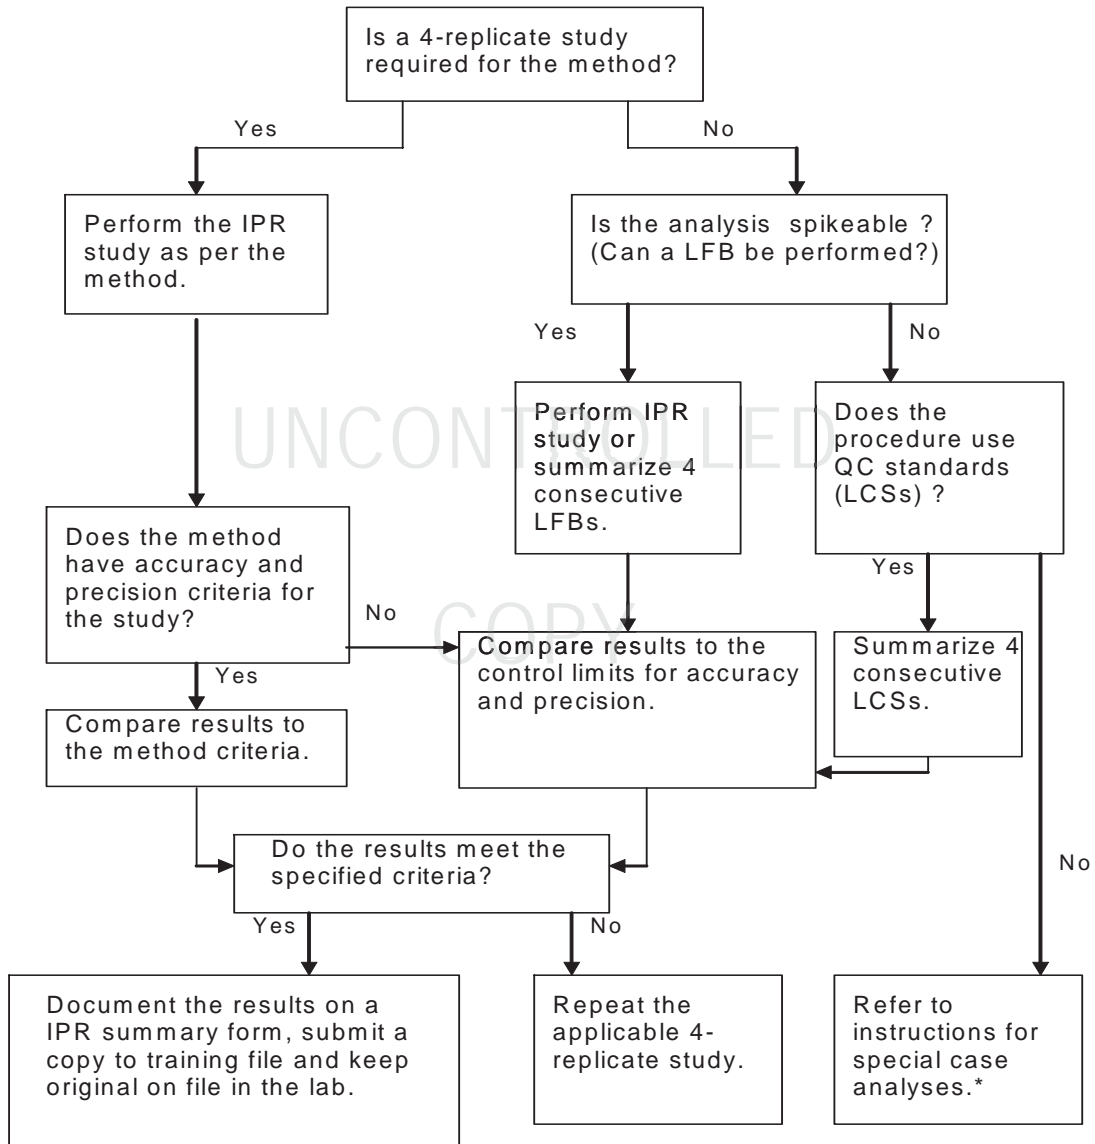 Is a 4-replicate study
required for the method?
Yes
No
Perform the IPR
study as per the
method.
Is the analysis spikeable ?
(Can a LFB be performed?)
Yes
No
Perform IPR
study or
summarize 4
consecutive
LFBs.
Does the
procedure use
QC standards
(LCSs) ?
UNCONTROLLED
COPY
Does the method
have accuracy and
precision criteria for
the study?
No
Yes
Yes
Compare results to the
control limits for accuracy
and precision.
Summarize 4
consecutive
LCSs.
Compare results to
the method criteria.
Do the results meet the
specified criteria?
No
Yes
No
Document the results on a
IPR summary form, submit a
copy to training file and keep
original on file in the lab.
Repeat the
applicable 4-
replicate study.
Refer to
instructions for
special case
analyses.*